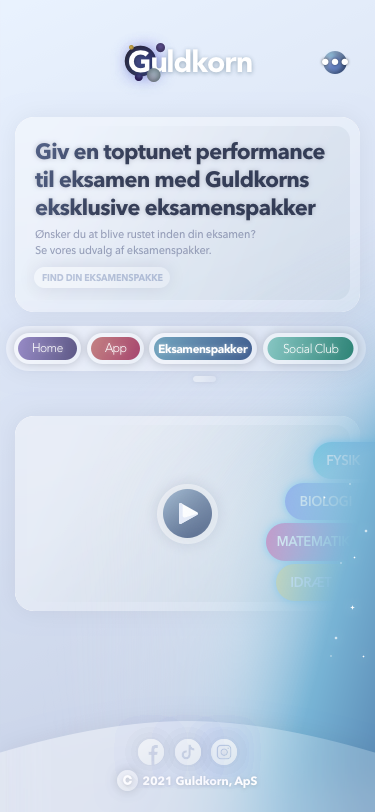 Guldkorn
Giv en toptunet performance
til eksamen med Guldkorns
eksklusive eksamenspakker
Ønsker du at blive rustet inden din eksamen?
Se vores udvalg af eksamenspakker.
FIND DIN EKSAMENSPAKKE
Home App Eksamenspakker Social Club
FYSIK
BIOLOGI
MATEMATIK
IDRÆT
© 2021 Guldkorn, ApS